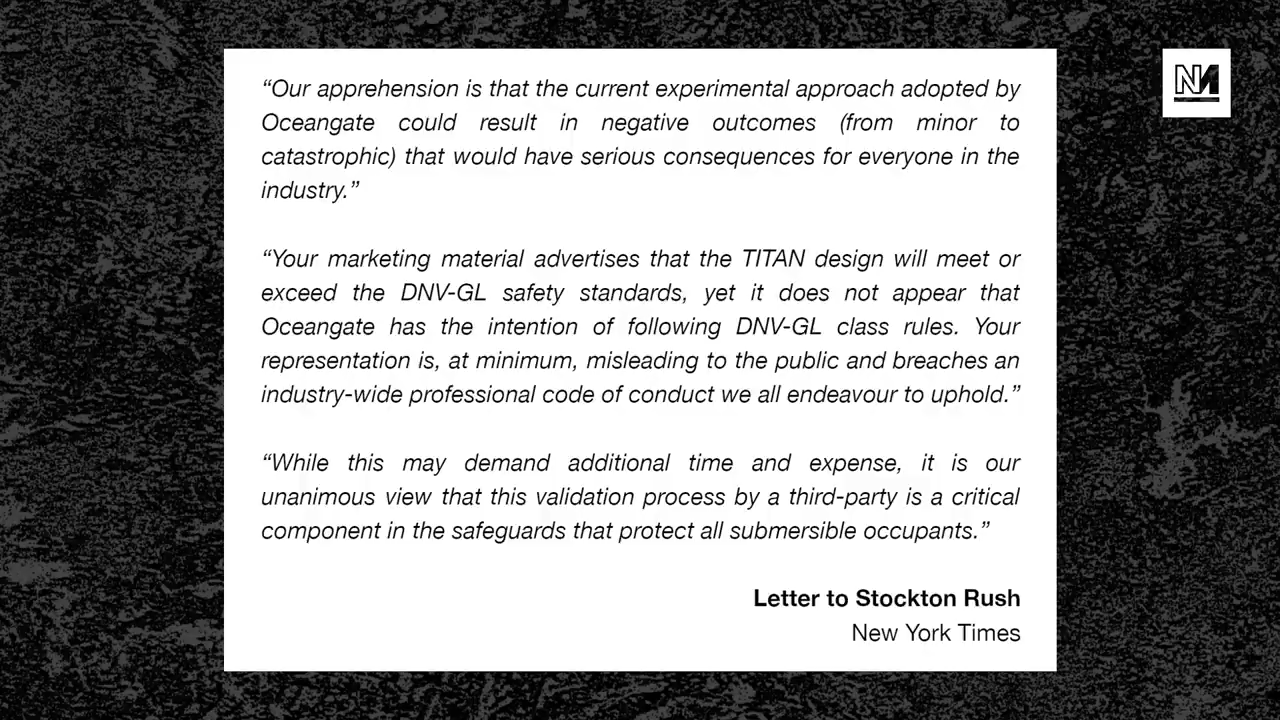 “Our apprehension is that the current experimental approach adopted by
Oceangate could result in negative outcomes (from minor to
catastrophic) that would have serious consequences for everyone in the
industry.”
“Your marketing material advertises that the TITAN design will meet or
exceed the DNV-GL safety standards, yet it does not appear that
Oceangate has the intention of following DNV-GL class rules. Your
representation is, at minimum, misleading to the public and breaches an
industry-wide professional code of conduct we all endeavour to uphold.”
“While this may demand additional time and expense, it is our
unanimous view that this validation process by a third-party is a critical
component in the safeguards that protect all submersible occupants.”
Letter to Stockton Rush
New York Times
NM